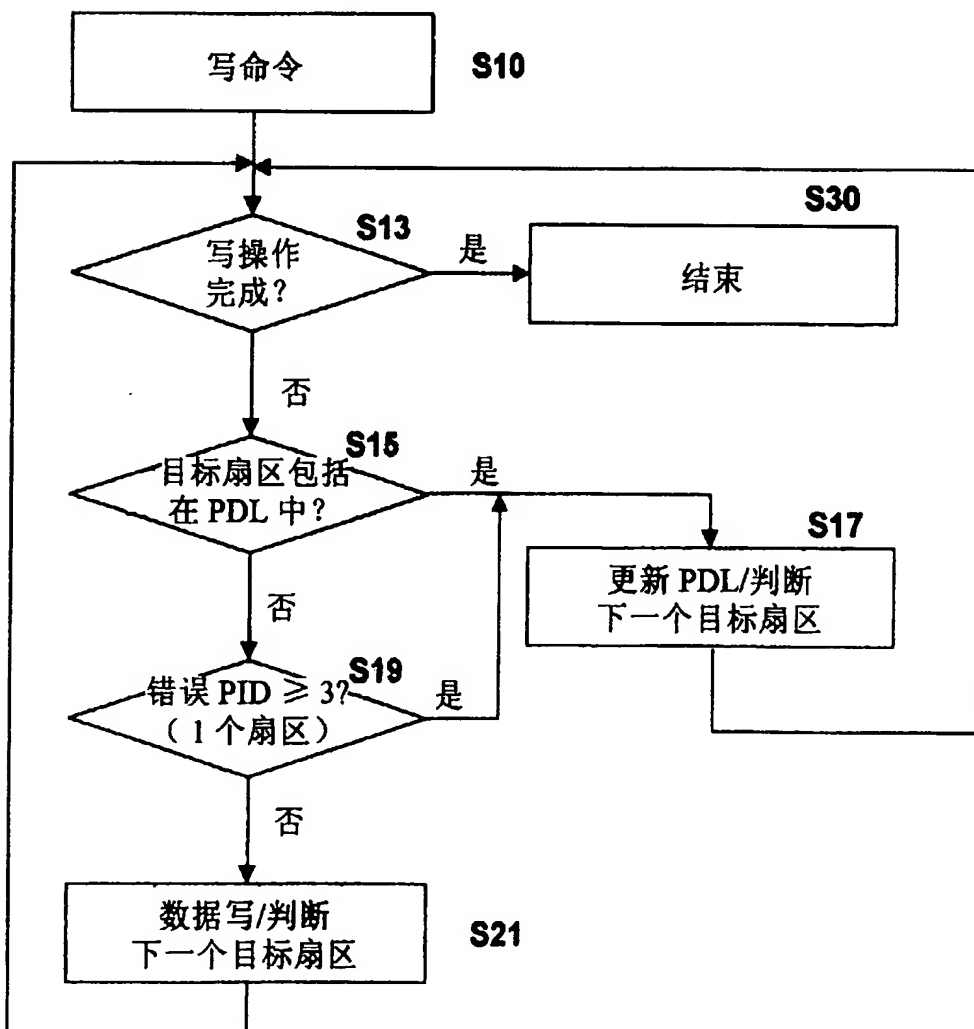 写命令
S10
S30
S13
是
写操作
完成?
结束
否
S15
目标扇区包括
在 PDL 中?
是
S17
更新 PDL/判断
下一个目标扇区
否
S19
错误 PID ≥ 3?
(1 个扇区)
是
否
数据写/判断
下一个目标扇区
S21